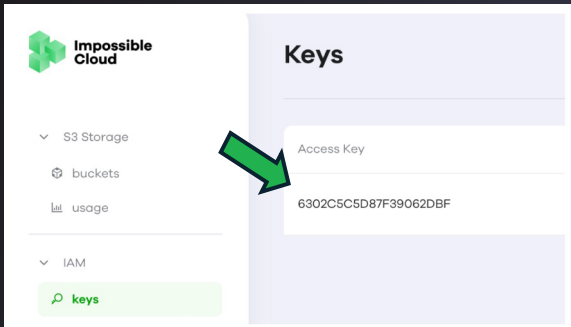 Impossible
Cloud
S3 Storage
buckets
usage
IAM
keys
Keys
Access Key
6302C5C5D87F39062DBF